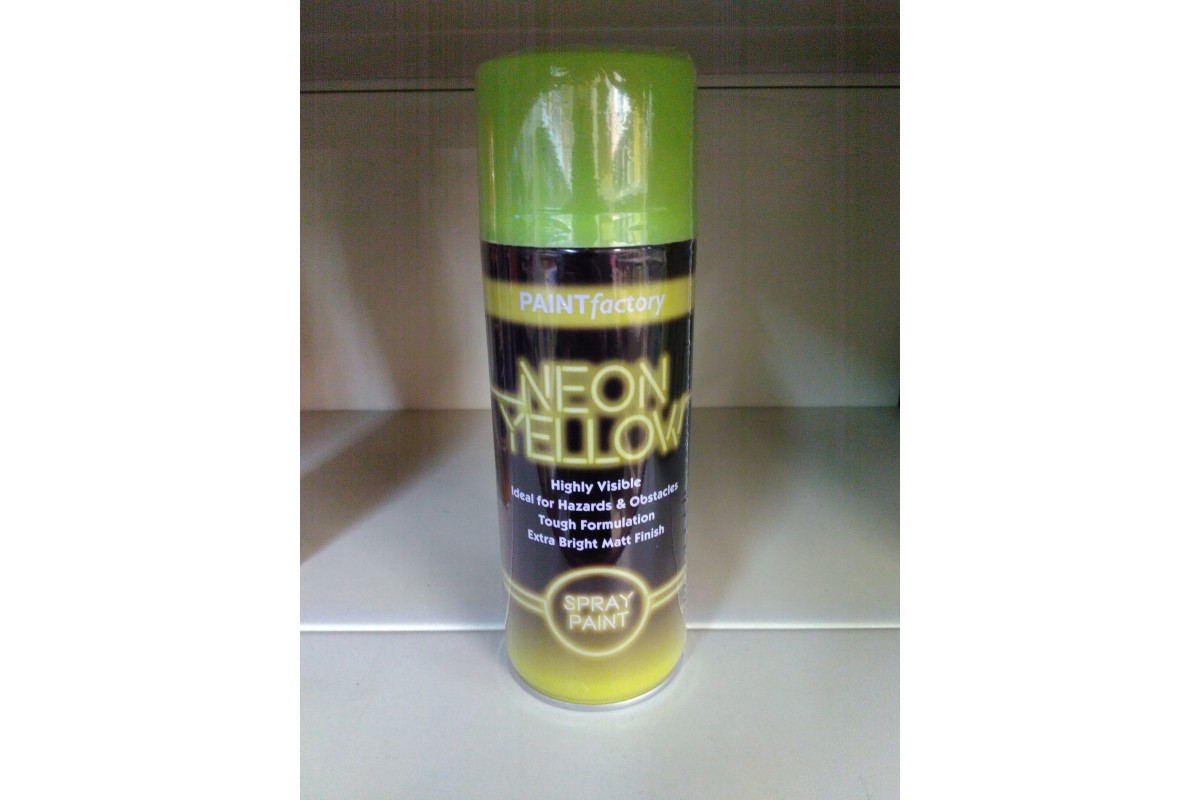 PAINTfactory
NEON
YELLOW
Highly Visible
Ideal for Hazards & Obstacles
Tough Formulation
Extra Bright Matt Finish
SPRAY
PAINT